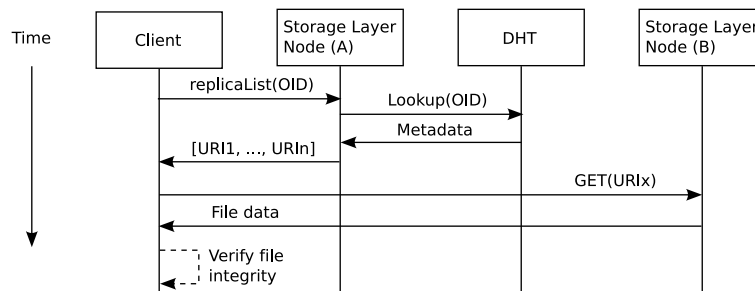 Time
Client
Storage Layer
Node (A)
DHT
Storage Layer
Node (B)
replicaList(OID)
Lookup(OID)
Metadata
[URI1, ..., URIn]
GET(URIx)
File data
Verify file
integrity